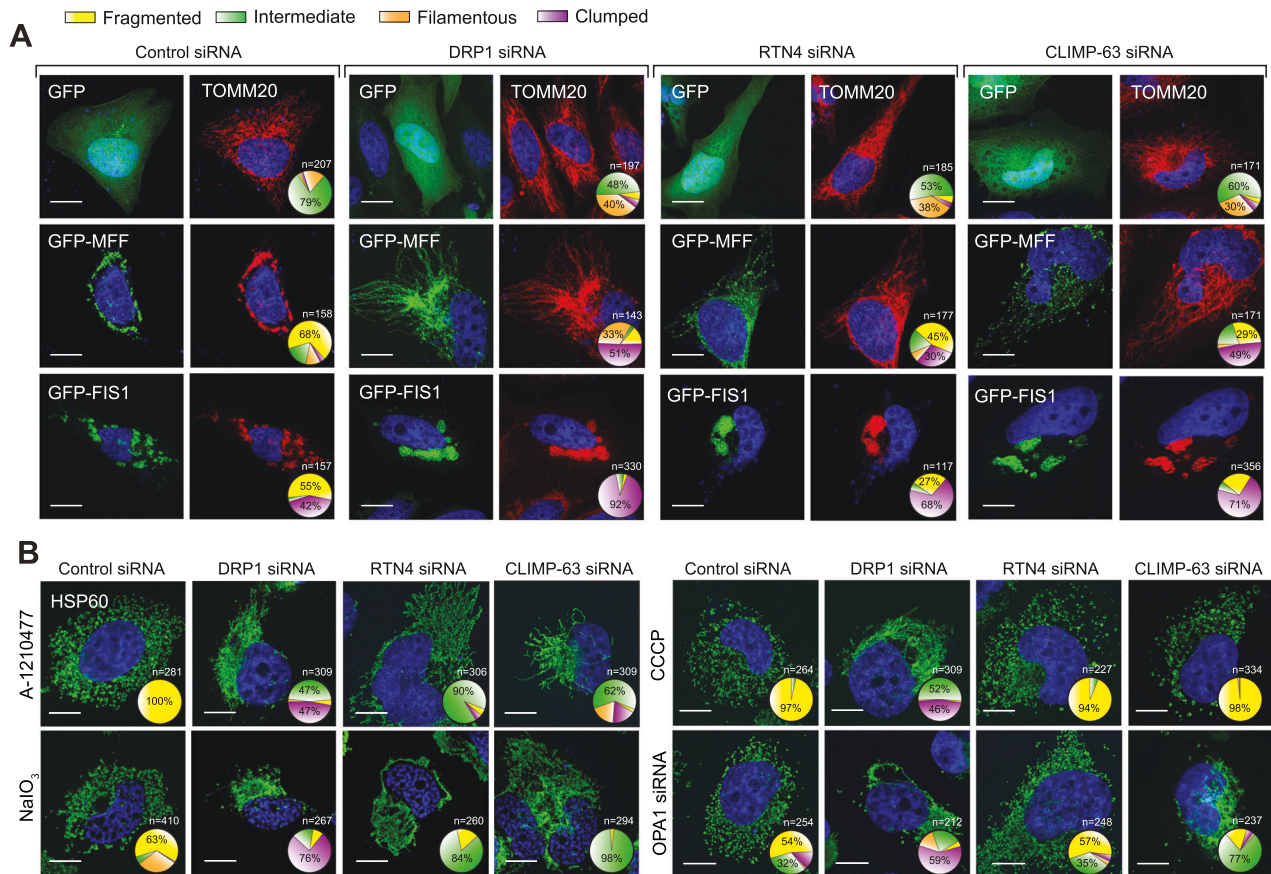 Fragmented Intermediate Filamentous Clumped
A
Control siRNA DRP1 siRNA RTN4 siRNA CLIMP-63 siRNA
GFP TOMM20 GFP TOMM20 GFP TOMM20 GFP TOMM20
n=207 n=197 n=185 n=171
79% 48% 40% 53% 38% 60% 30%
GFP-MFF GFP-MFF GFP-MFF GFP-MFF
n=158 n=143 n=177 n=171
68% 33% 51% 45% 30% 29% 49%
GFP-FIS1 GFP-FIS1 GFP-FIS1 GFP-FIS1
n=157 n=330 n=117 n=356
55% 42% 92% 27% 68% 71%
B
Control siRNA DRP1 siRNA RTN4 siRNA CLIMP-63 siRNA Control siRNA DRP1 siRNA RTN4 siRNA CLIMP-63 siRNA
A-1210477 HSP60 CCCP
n=281 n=309 n=306 n=309 n=264 n=309 n=227 n=334
100% 47% 47% 90% 62% 97% 52% 46% 94% 98%
NaIO3 OPA1 siRNA
n=410 n=267 n=260 n=294 n=254 n=212 n=248 n=237
63% 76% 84% 98% 54% 32% 59% 57% 35% 77%